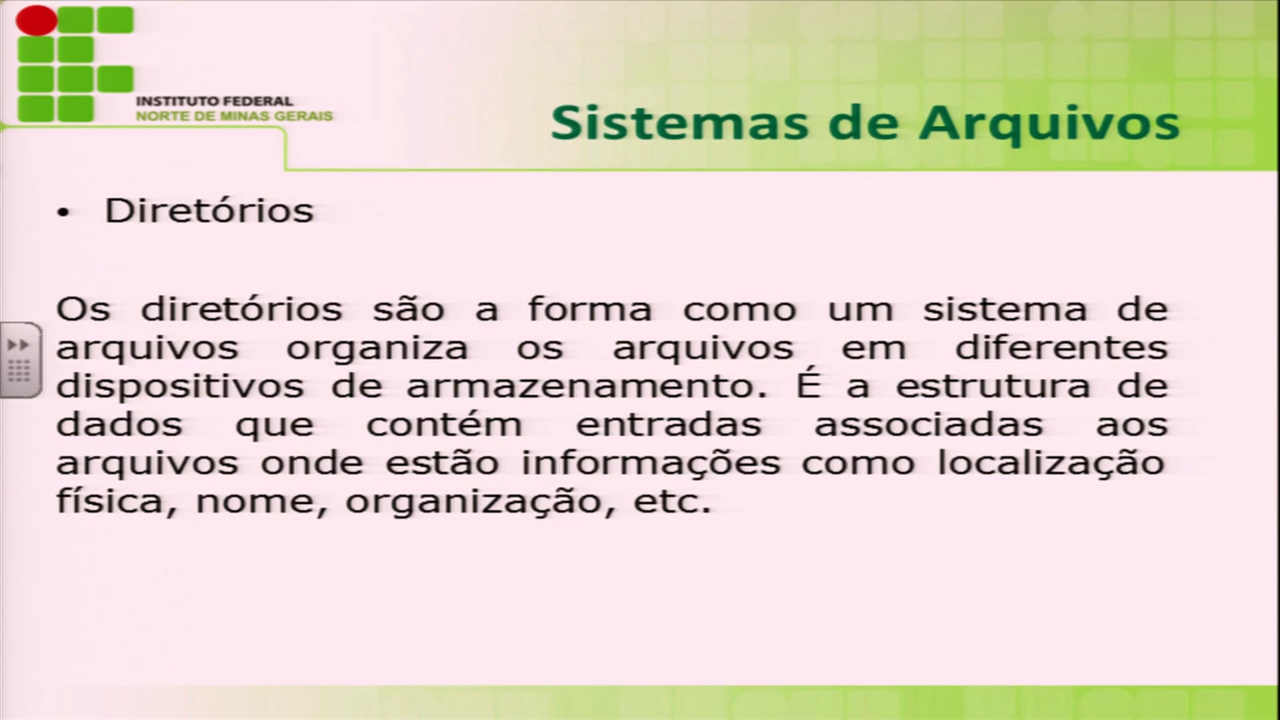 INSTITUTO FEDERAL
NORTE DE MINAS GERAIS
Sistemas de Arquivos
• Diretórios
Os diretórios são a forma como um sistema de
arquivos organiza os arquivos em diferentes
dispositivos de armazenamento. É a estrutura de
dados que contém entradas associadas aos
arquivos onde estão informações como localização
física, nome, organização, etc.